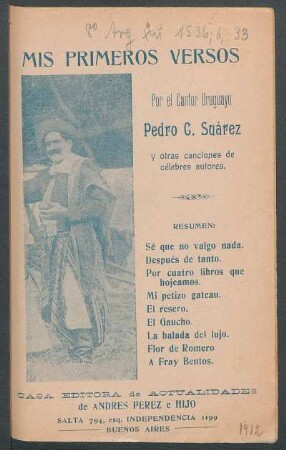 8° Arg. fü 1536, 6, 33
MIS PRIMEROS VERSOS
Por el Cantor Uruguayo
Pedro C. Suárez
y otras canciones de
célebres autores.
RESUMEN:
Sé que no valgo nada.
Después de tanto.
Por cuatro libros que
hojeamos.
Mi petizo gateau.
El resero.
El Gaucho.
La balada del lujo.
Flor de Romero
A Fray Bentos.
CASA EDITORA de ACTUALIDADES
de ANDRES PEREZ e HIJO
SALTA 794, esq. INDEPENDENCIA 1199
BUENOS AIRES
1912